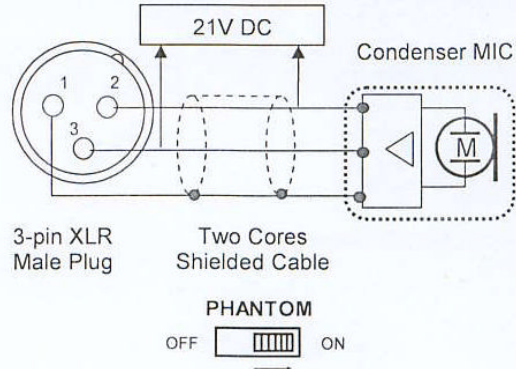 21V DC
Condenser MIC
1
2
3
M
3-pin XLR
Male Plug
Two Cores
Shielded Cable
PHANTOM
OFF
ON